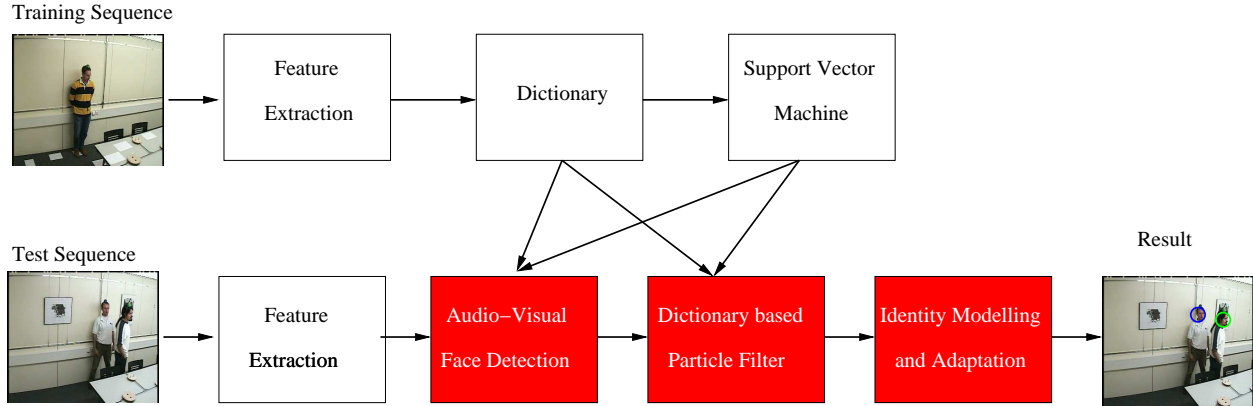 Training Sequence
Feature
Extraction
Dictionary
Support Vector
Machine
Test Sequence
Result
Feature
Extraction
Audio−Visual
Face Detection
Dictionary based
Particle Filter
Identity Modelling
and Adaptation